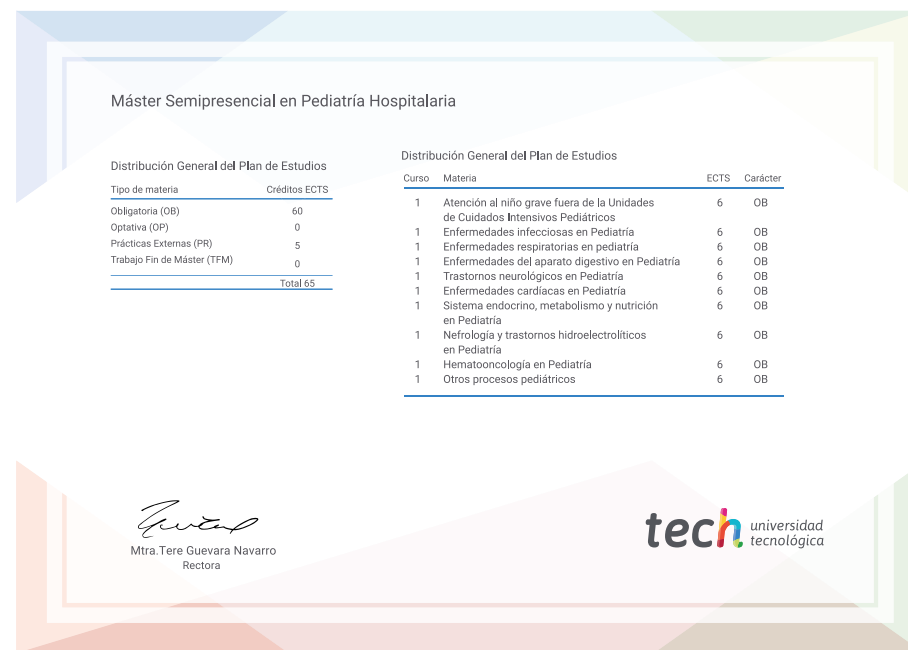 Máster Semipresencial en Pediatría Hospitalaria
Distribución General del Plan de Estudios
Tipo de materia Créditos ECTS
Obligatoria (OB) 60
Optativa (OP) 0
Prácticas Externas (PR) 5
Trabajo Fin de Máster (TFM) 0
Total 65
Distribución General del Plan de Estudios
Curso Materia ECTS Carácter
1 Atención al niño grave fuera de la Unidades 6 OB
de Cuidados Intensivos Pediátricos
1 Enfermedades infecciosas en Pediatría 6 OB
1 Enfermedades respiratorias en pediatría 6 OB
1 Enfermedades del aparato digestivo en Pediatría 6 OB
1 Trastornos neurológicos en Pediatría 6 OB
1 Enfermedades cardíacas en Pediatría 6 OB
1 Sistema endocrino, metabolismo y nutrición 6 OB
en Pediatría
1 Nefrología y trastornos hidroelectrolíticos 6 OB
en Pediatría
1 Hematooncología en Pediatría 6 OB
1 Otros procesos pediátricos 6 OB
Mtra.Tere Guevara Navarro
Rectora
tech universidad
tecnológica